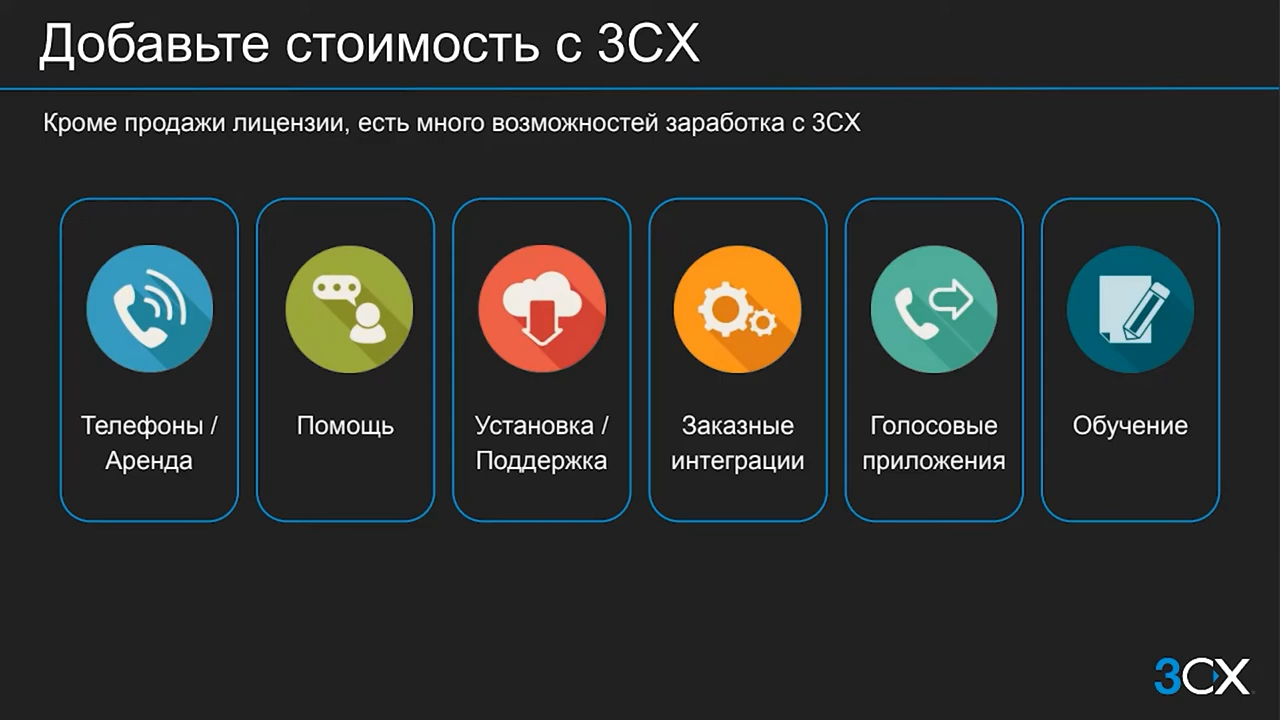 Добавьте стоимость с 3CX
Кроме продажи лицензии, есть много возможностей заработка с 3CX
Телефоны /
Аренда
Помощь
Установка /
Поддержка
Заказные
интеграции
Голосовые
приложения
Обучение
3CX